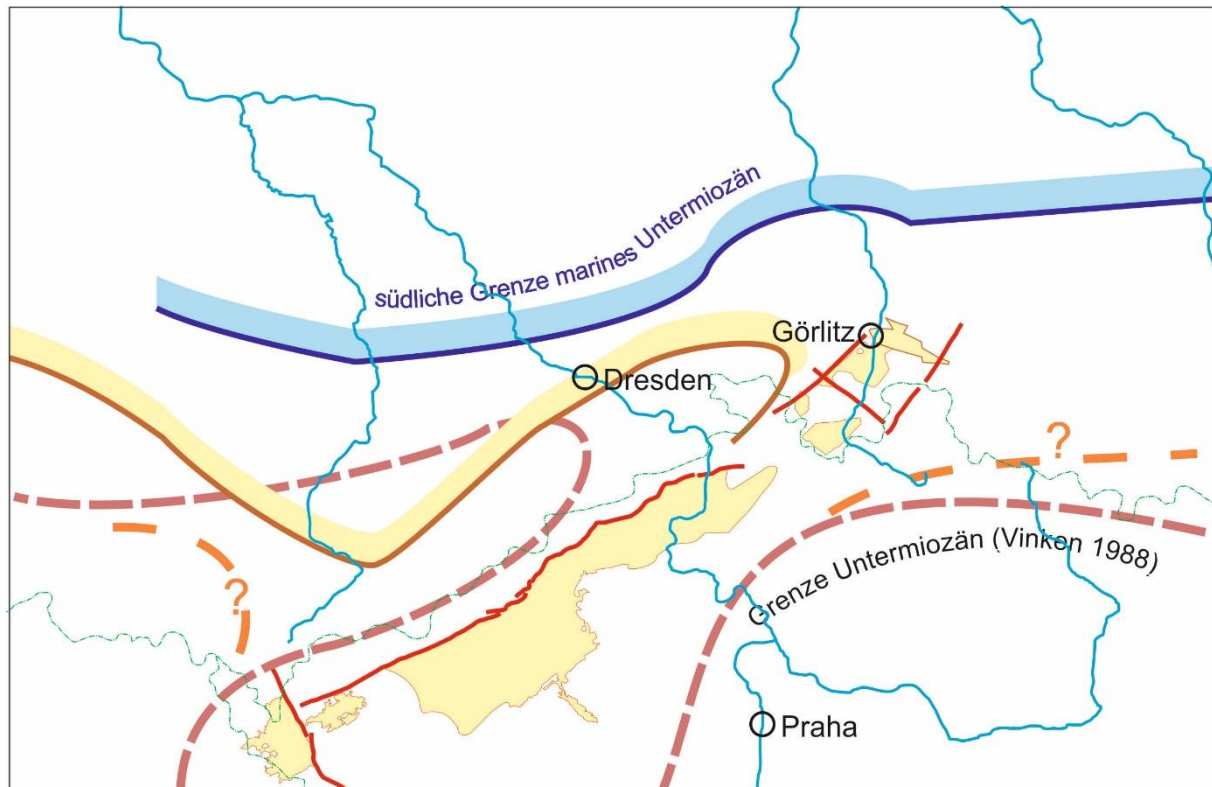 südliche Grenze marines Untermiozän
Görlitz
Dresden
?
Grenze Untermiozän (Vinken 1988)
?
Praha